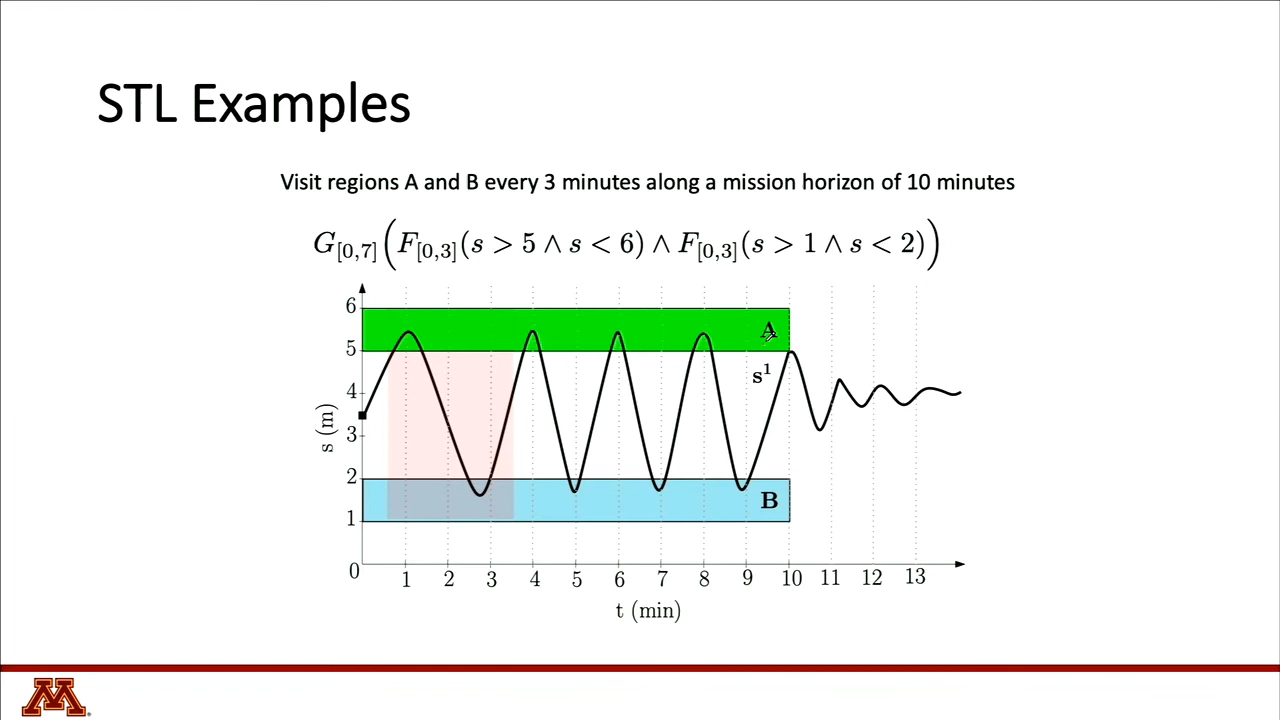 STL Examples
Visit regions A and B every 3 minutes along a mission horizon of 10 minutes
G[0,7](F[0,3](s > 5 ∧ s < 6) ∧ F[0,3](s > 1 ∧ s < 2))
6
A
5
s¹
4
s (m)
3
2
B
1
0
1 2 3 4 5 6 7 8 9 10 11 12 13
t (min)
M